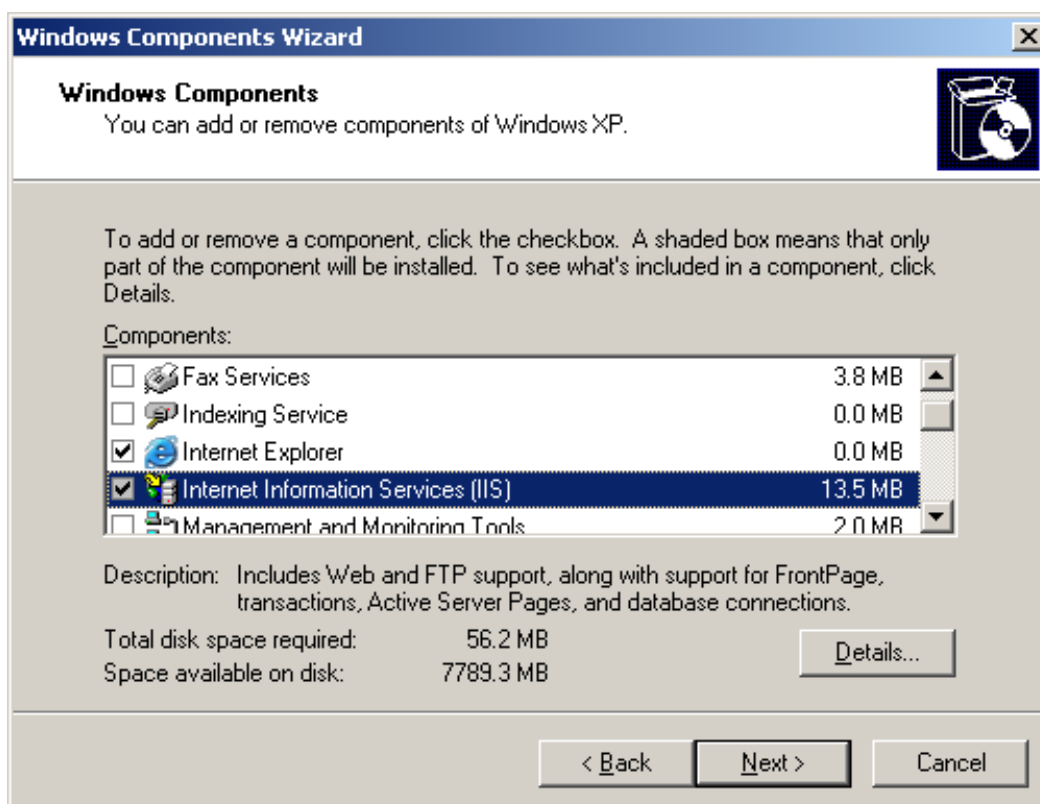 Windows Components Wizard
Windows Components
You can add or remove components of Windows XP.
To add or remove a component, click the checkbox. A shaded box means that only
part of the component will be installed. To see what's included in a component, click
Details.
Components:
Fax Services 3.8 MB
Indexing Service 0.0 MB
Internet Explorer 0.0 MB
Internet Information Services (IIS) 13.5 MB
Management and Monitoring Tools 2.0 MB
Description: Includes Web and FTP support, along with support for FrontPage,
transactions, Active Server Pages, and database connections.
Total disk space required: 56.2 MB
Space available on disk: 7789.3 MB
Details...
< Back Next > Cancel